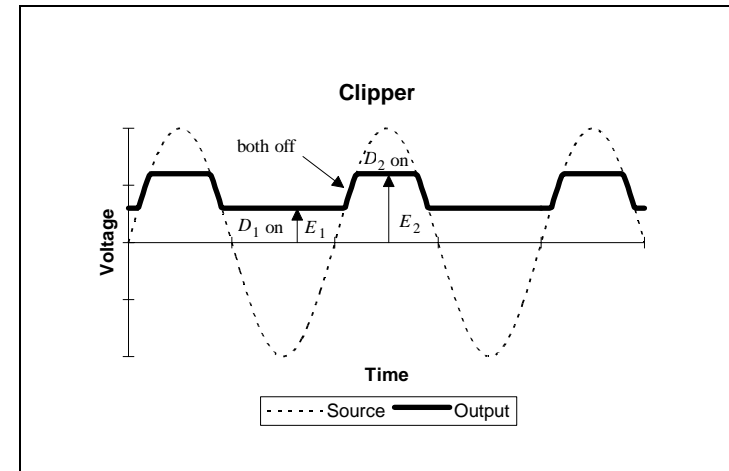 Clipper
both off
D2 on
D1 on
E1
E2
Voltage
Time
Source Output